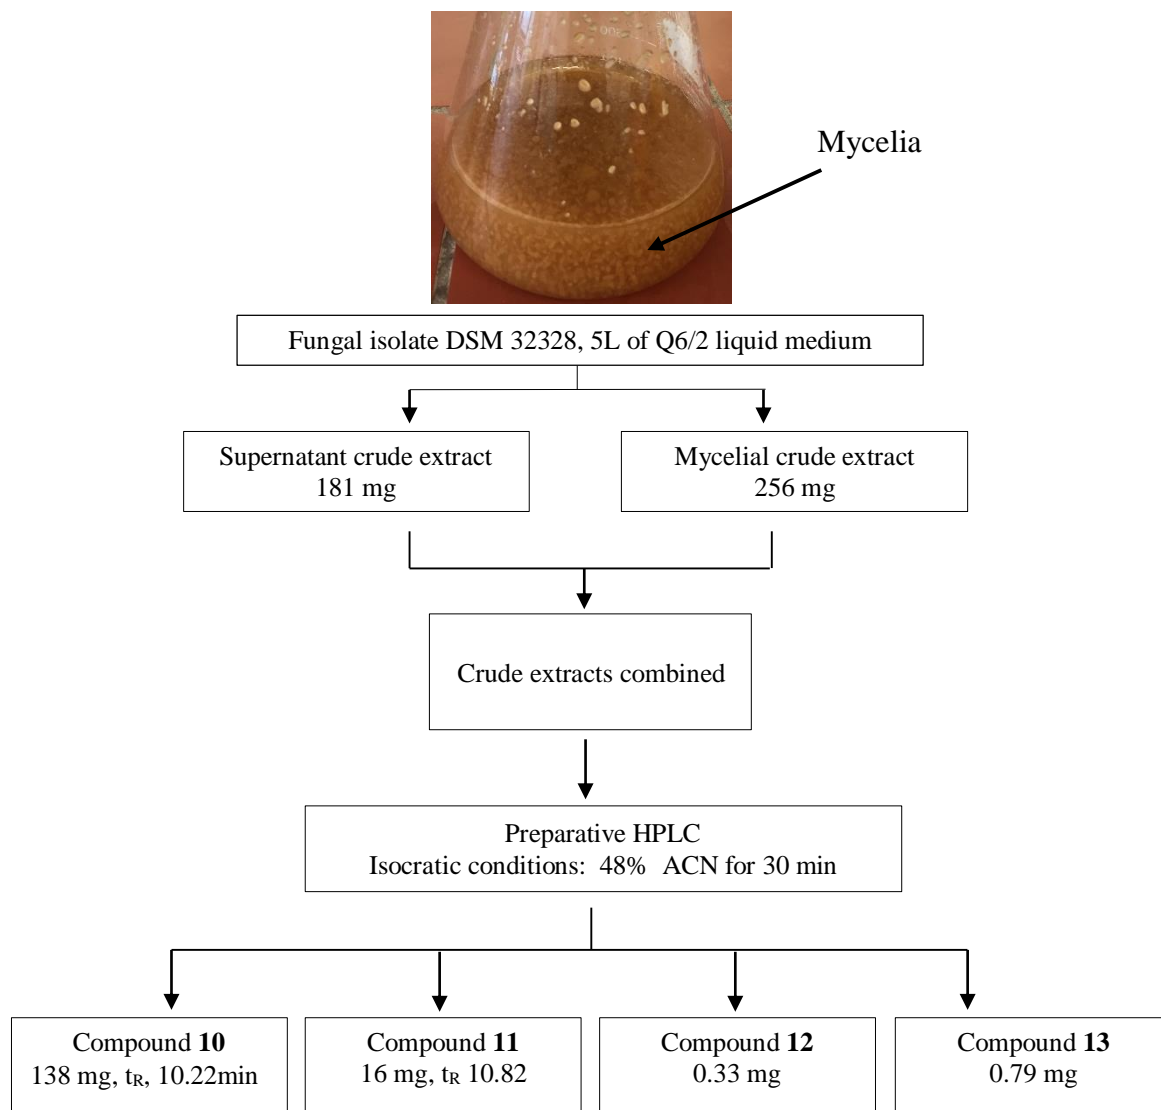 Mycelia
Fungal isolate DSM 32328, 5L of Q6/2 liquid medium
Supernatant crude extract
181 mg
Mycelial crude extract
256 mg
Crude extracts combined
Preparative HPLC
Isocratic conditions: 48% ACN for 30 min
Compound 10
138 mg, tR, 10.22min
Compound 11
16 mg, tR 10.82
Compound 12
0.33 mg
Compound 13
0.79 mg